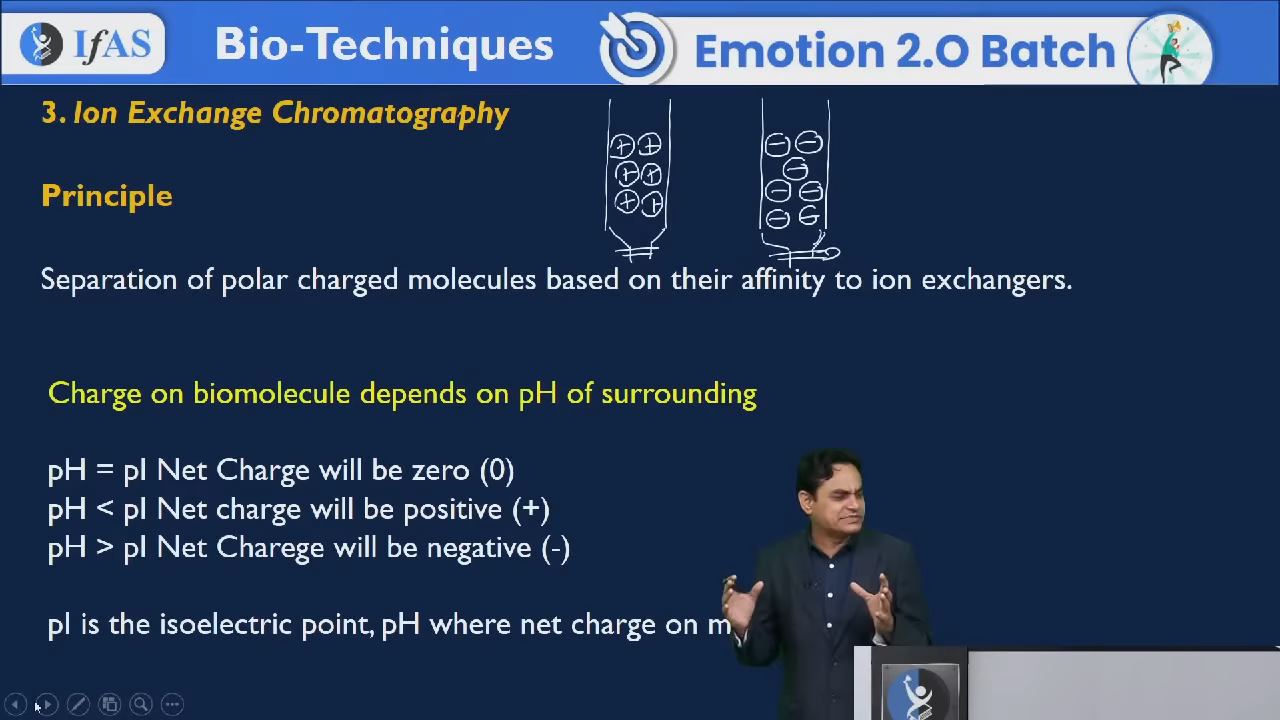 IfAS
Bio-Techniques
Emotion 2.O Batch
3. Ion Exchange Chromatography
+ +
+ +
+ +
− −
−
− −
− −
Principle
Separation of polar charged molecules based on their affinity to ion exchangers.
Charge on biomolecule depends on pH of surrounding
pH = pI Net Charge will be zero (0)
pH < pI Net charge will be positive (+)
pH > pI Net Charege will be negative (-)
pI is the isoelectric point, pH where net charge on m